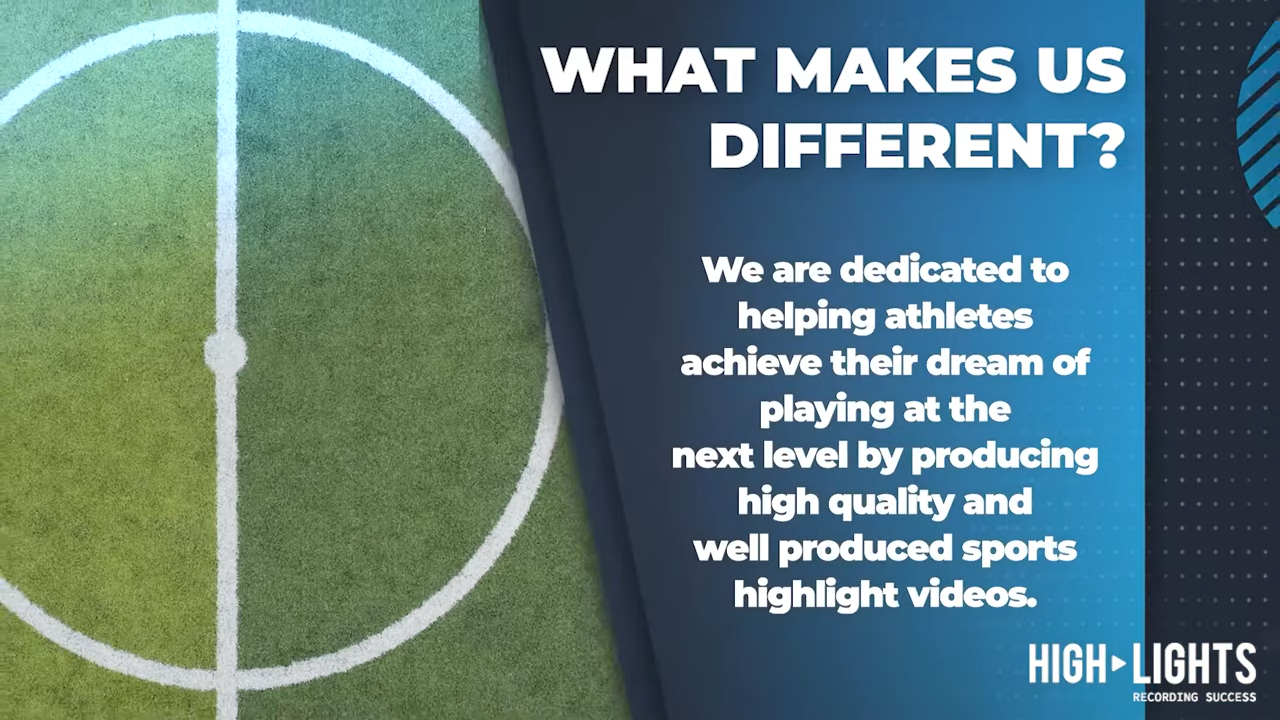 WHAT MAKES US
DIFFERENT?
We are dedicated to
helping athletes
achieve their dream of
playing at the
next level by producing
high quality and
well produced sports
highlight videos.
HIGH LIGHTS
RECORDING SUCCESS